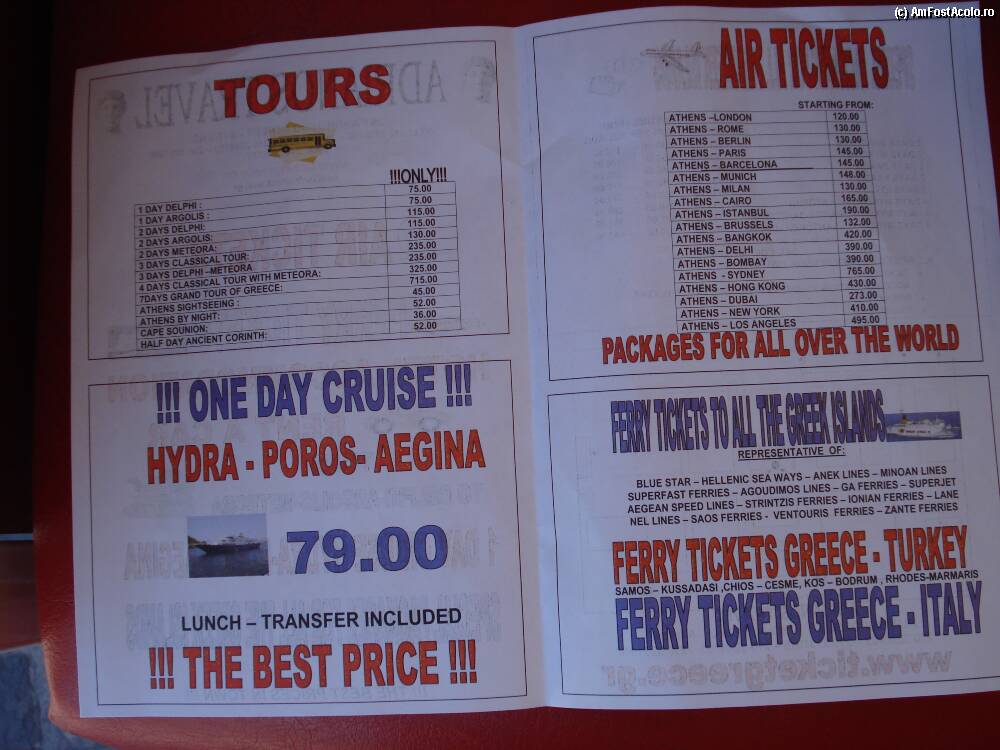 (c) AmFostAcolo.ro
TOURS
!!!ONLY!!!
1 DAY DELPHI : 75.00
1 DAY ARGOLIS : 75.00
2 DAYS DELPHI: 115.00
2 DAYS ARGOLIS: 115.00
2 DAYS METEORA: 130.00
3 DAYS CLASSICAL TOUR: 235.00
3 DAYS DELPHI –METEORA 235.00
4 DAYS CLASSICAL TOUR WITH METEORA: 325.00
7DAYS GRAND TOUR OF GREECE: 715.00
ATHENS SIGHTSEEING : 45.00
ATHENS BY NIGHT: 52.00
CAPE SOUNION: 36.00
HALF DAY ANCIENT CORINTH: 52.00
!!! ONE DAY CRUISE !!!
HYDRA - POROS- AEGINA
79.00
LUNCH – TRANSFER INCLUDED
!!! THE BEST PRICE !!!
AIR TICKETS
STARTING FROM:
ATHENS –LONDON 120.00
ATHENS – ROME 130.00
ATHENS – BERLIN 130.00
ATHENS – PARIS 145.00
ATHENS – BARCELONA 145.00
ATHENS – MUNICH 148.00
ATHENS – MILAN 130.00
ATHENS – CAIRO 165.00
ATHENS – ISTANBUL 190.00
ATHENS – BRUSSELS 132.00
ATHENS – BANGKOK 420.00
ATHENS – DELHI 390.00
ATHENS – BOMBAY 390.00
ATHENS - SYDNEY 765.00
ATHENS – HONG KONG 430.00
ATHENS – DUBAI 273.00
ATHENS – NEW YORK 410.00
ATHENS – LOS ANGELES 495.00
PACKAGES FOR ALL OVER THE WORLD
FERRY TICKETS TO ALL THE GREEK ISLANDS
REPRESENTATIVE OF:
BLUE STAR – HELLENIC SEA WAYS – ANEK LINES – MINOAN LINES
SUPERFAST FERRIES – AGOUDIMOS LINES – GA FERRIES – SUPERJET
AEGEAN SPEED LINES – STRINTZIS FERRIES – IONIAN FERRIES – LANE
NEL LINES – SAOS FERRIES - VENTOURIS FERRIES – ZANTE FERRIES
FERRY TICKETS GREECE - TURKEY
SAMOS – KUSSADASI ,CHIOS – CESME, KOS – BODRUM , RHODES-MARMARIS
FERRY TICKETS GREECE - ITALY
www.ticketgreece.gr